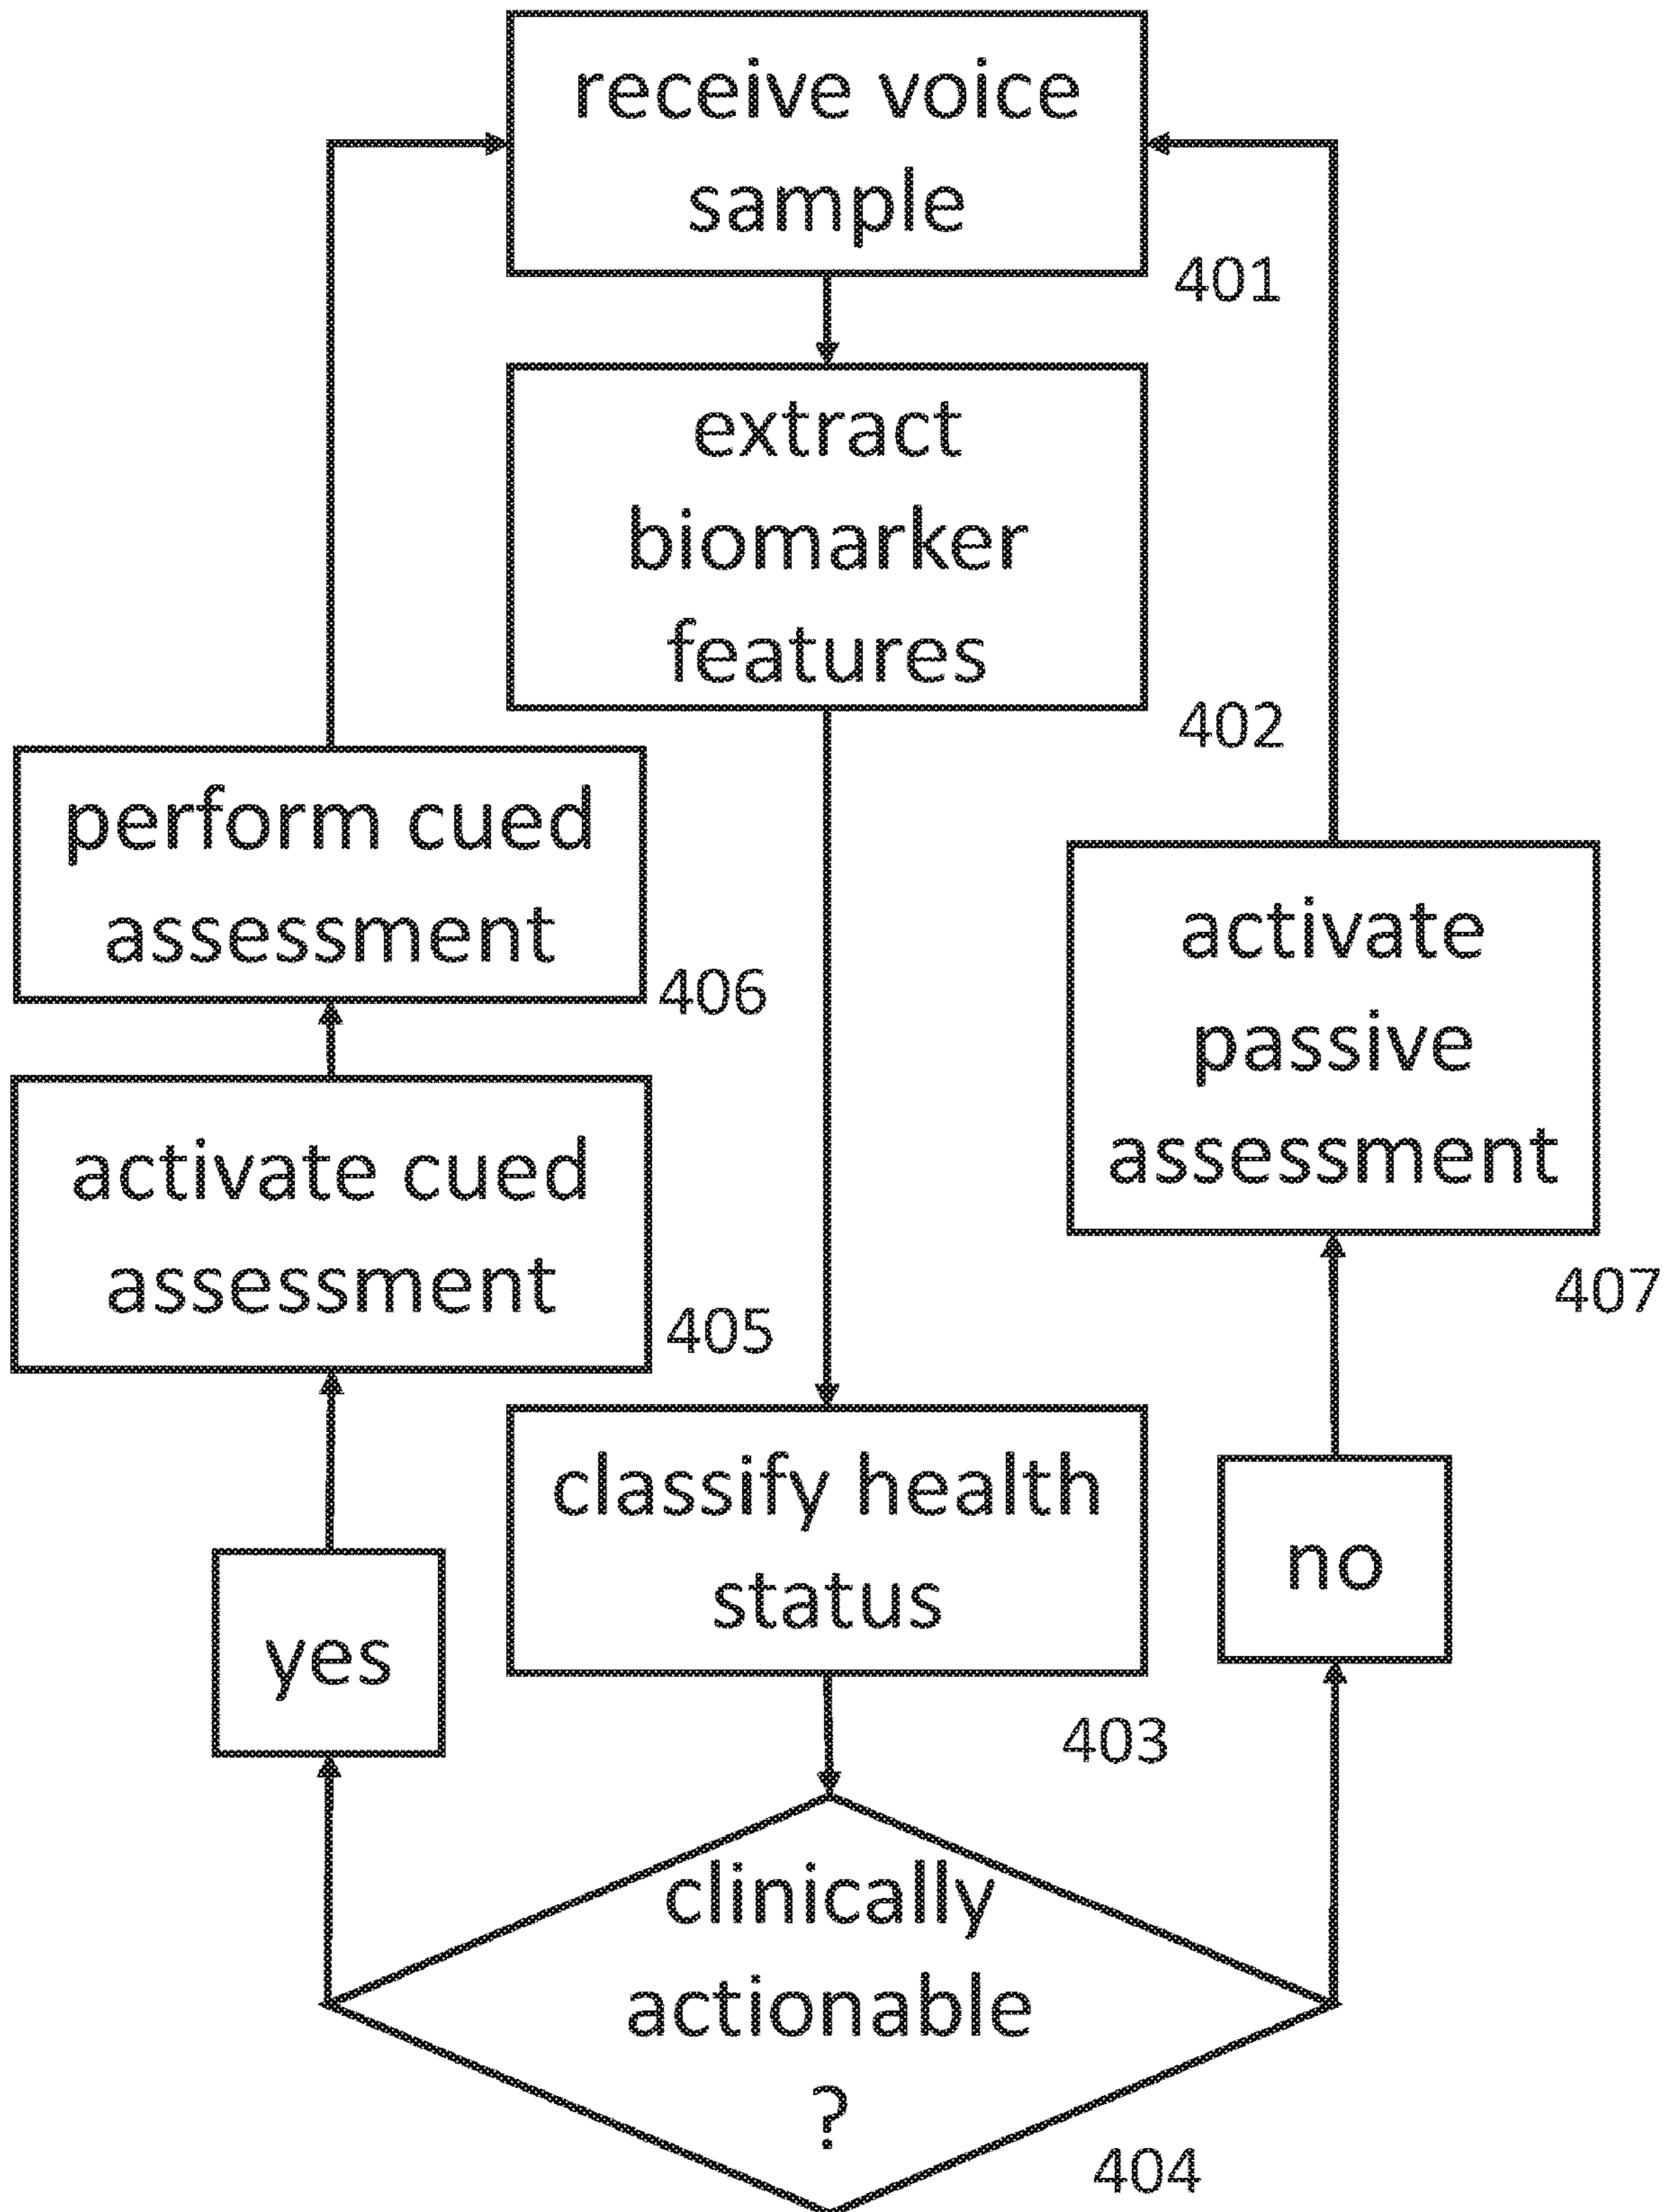 receive voice
sample
401
extract
biomarker
features
402
perform cued
assessment
406
activate
passive
assessment
407
activate cued
assessment
405
classify health
status
403
yes
no
clinically
actionable
?
404